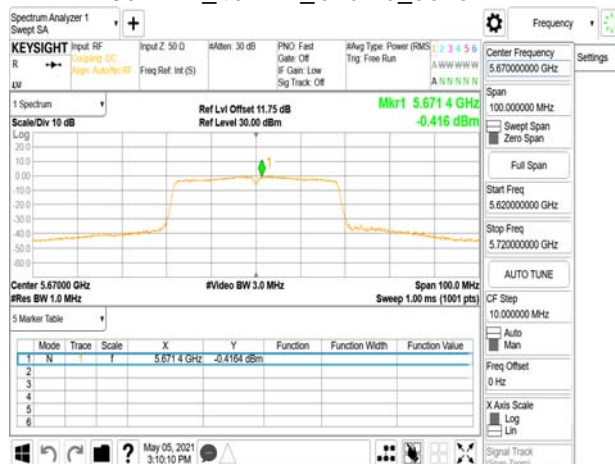 Spectrum Analyzer 1
Swept SA
Frequency
KEYSIGHT
R
Input: RF
Coupling: DC
Align: Auto/No RF
Input Z: 50 Ω
Freq Ref: Int (S)
#Atten: 30 dB
PNO: Fast
Gate: Off
IF Gain: Low
Sig Track: Off
#Avg Type: Power (RMS
Trig: Free Run
1 2 3 4 5 6
A W W W W W
A N N N N N
Center Frequency
5.670000000 GHz
Settings
Span
100.000000 MHz
Swept Span
Zero Span
Full Span
Start Freq
5.620000000 GHz
Stop Freq
5.720000000 GHz
AUTO TUNE
CF Step
10.000000 MHz
Auto
Man
Freq Offset
0 Hz
X Axis Scale
Log
Lin
Signal Track
1 Spectrum
Scale/Div 10 dB
Ref Lvl Offset 11.75 dB
Ref Level 30.00 dBm
Mkr1 5.671 4 GHz
-0.416 dBm
Log
20.0
10.0
0.00
-10.0
-20.0
-30.0
-40.0
-50.0
-60.0
1
Center 5.67000 GHz
#Res BW 1.0 MHz
#Video BW 3.0 MHz
Span 100.0 MHz
Sweep 1.00 ms (1001 pts)
5 Marker Table
Mode Trace Scale X Y Function Function Width Function Value
1 N 1 f 5.671 4 GHz -0.4164 dBm
2
3
4
5
6
May 05, 2021
3:10:10 PM